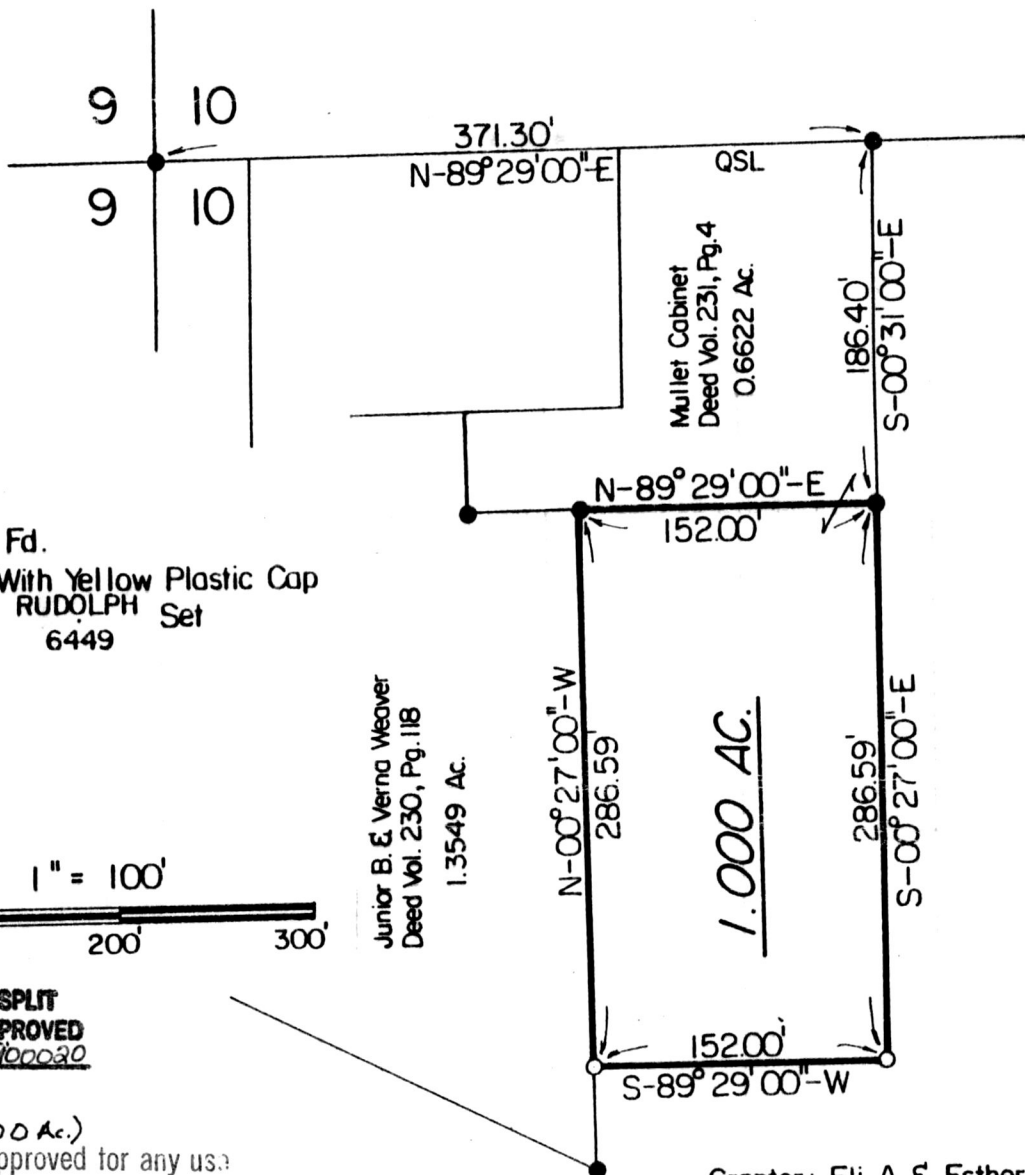 9 10
9 10
371.30'
N-89°29'00"-E
QSL
Mullet Cabinet
Deed Vol. 231, Pg. 4
0.6622 Ac.
186.40'
S-00°31'00"-E
N-89° 29'00"-E
152.00'
Fd.
With Yellow Plastic Cap
RUDOLPH Set
6449
Junior B. & Verna Weaver
Deed Vol. 230, Pg. 118
1.3549 Ac.
N-00°27'00"-W
286.59'
1.000 AC.
286.59'
S-00°27'00"-E
1" = 100'
200' 300'
SPLIT
PROVED
100020
152.00'
S-89° 29'00"-W
Ac.)
pproved for any use
Eli A. & Esther